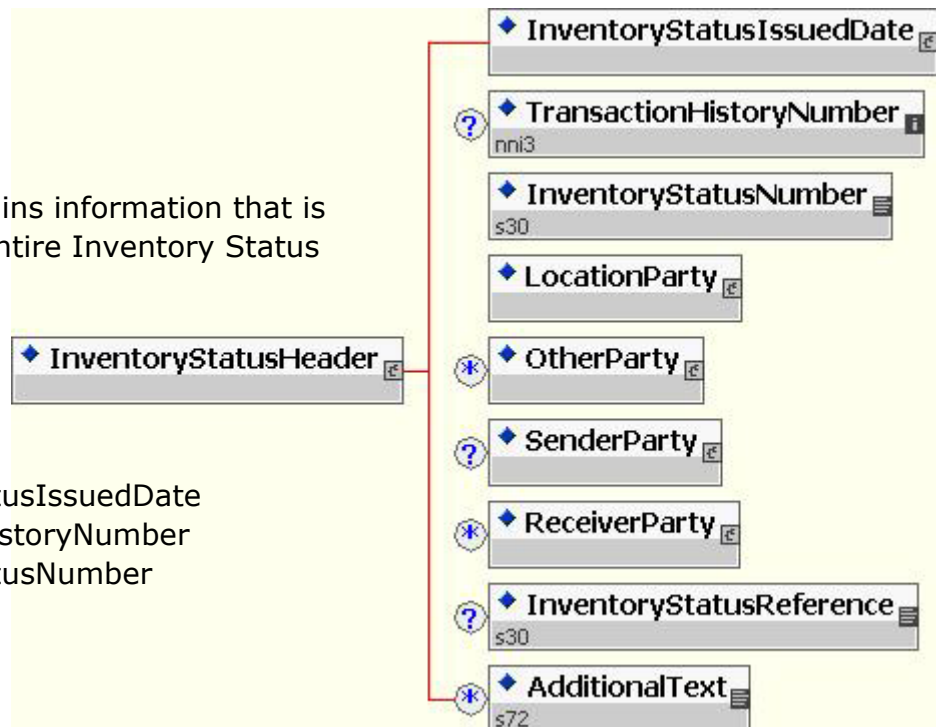 InventoryStatusIssuedDate
? TransactionHistoryNumber
nni3
InventoryStatusNumber
s30
ins information that is
ntire Inventory Status
LocationParty
InventoryStatusHeader
* OtherParty
? SenderParty
tusIssuedDate
storyNumber
tusNumber
* ReceiverParty
? InventoryStatusReference
s30
* AdditionalText
s72